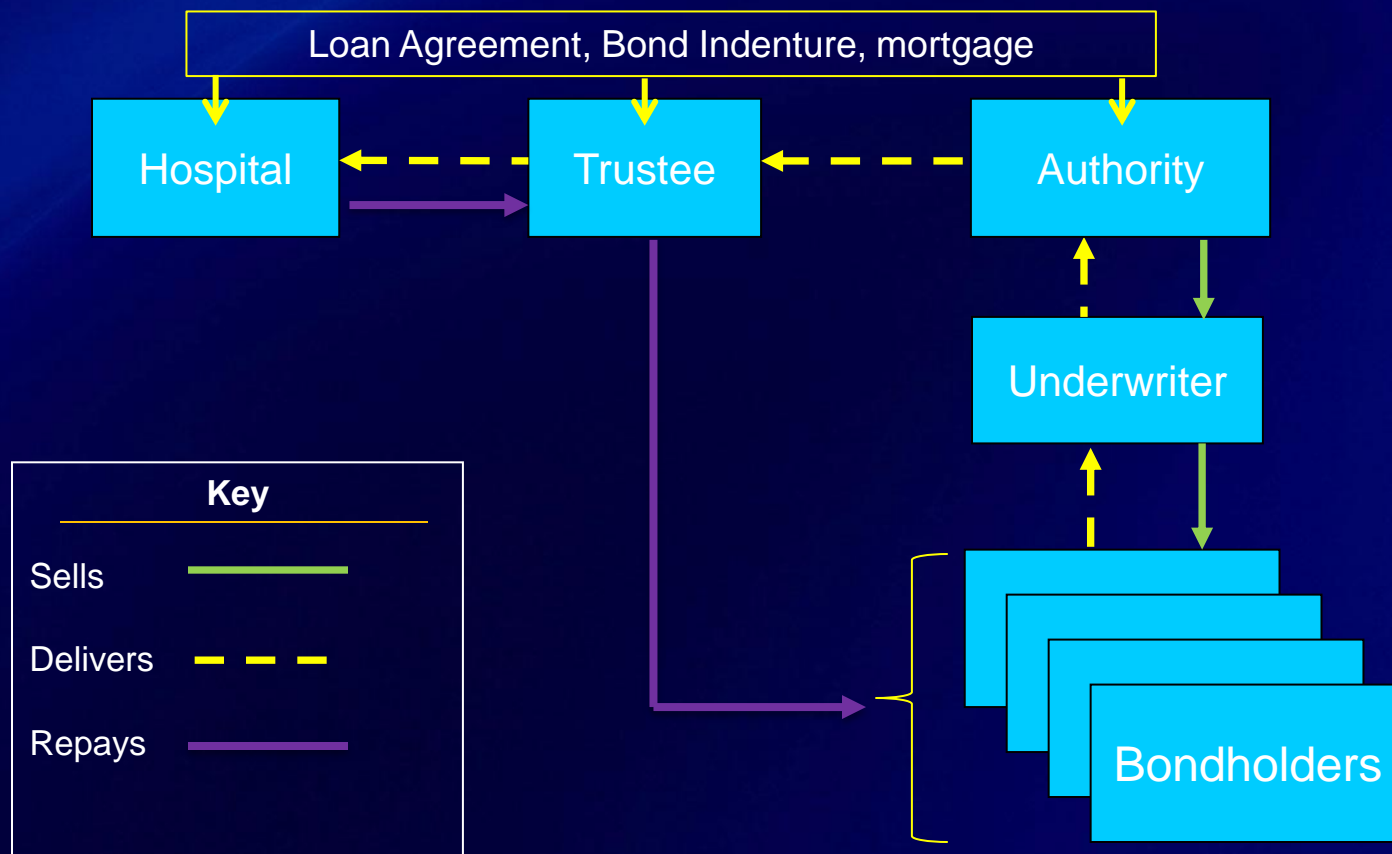 Loan Agreement, Bond Indenture, mortgage
Hospital
Trustee
Authority
Underwriter
Key
Sells
Delivers
Repays
Bondholders